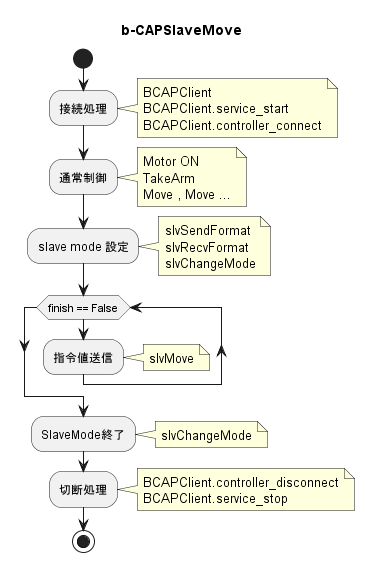 b-CAPSlaveMove
接続処理
BCAPClient
BCAPClient.service_start
BCAPClient.controller_connect
通常制御
Motor ON
TakeArm
Move , Move ...
slave mode 設定
slvSendFormat
slvRecvFormat
slvChangeMode
finish == False
指令値送信
slvMove
SlaveMode終了
slvChangeMode
切断処理
BCAPClient.controller_disconnect
BCAPClient.service_stop